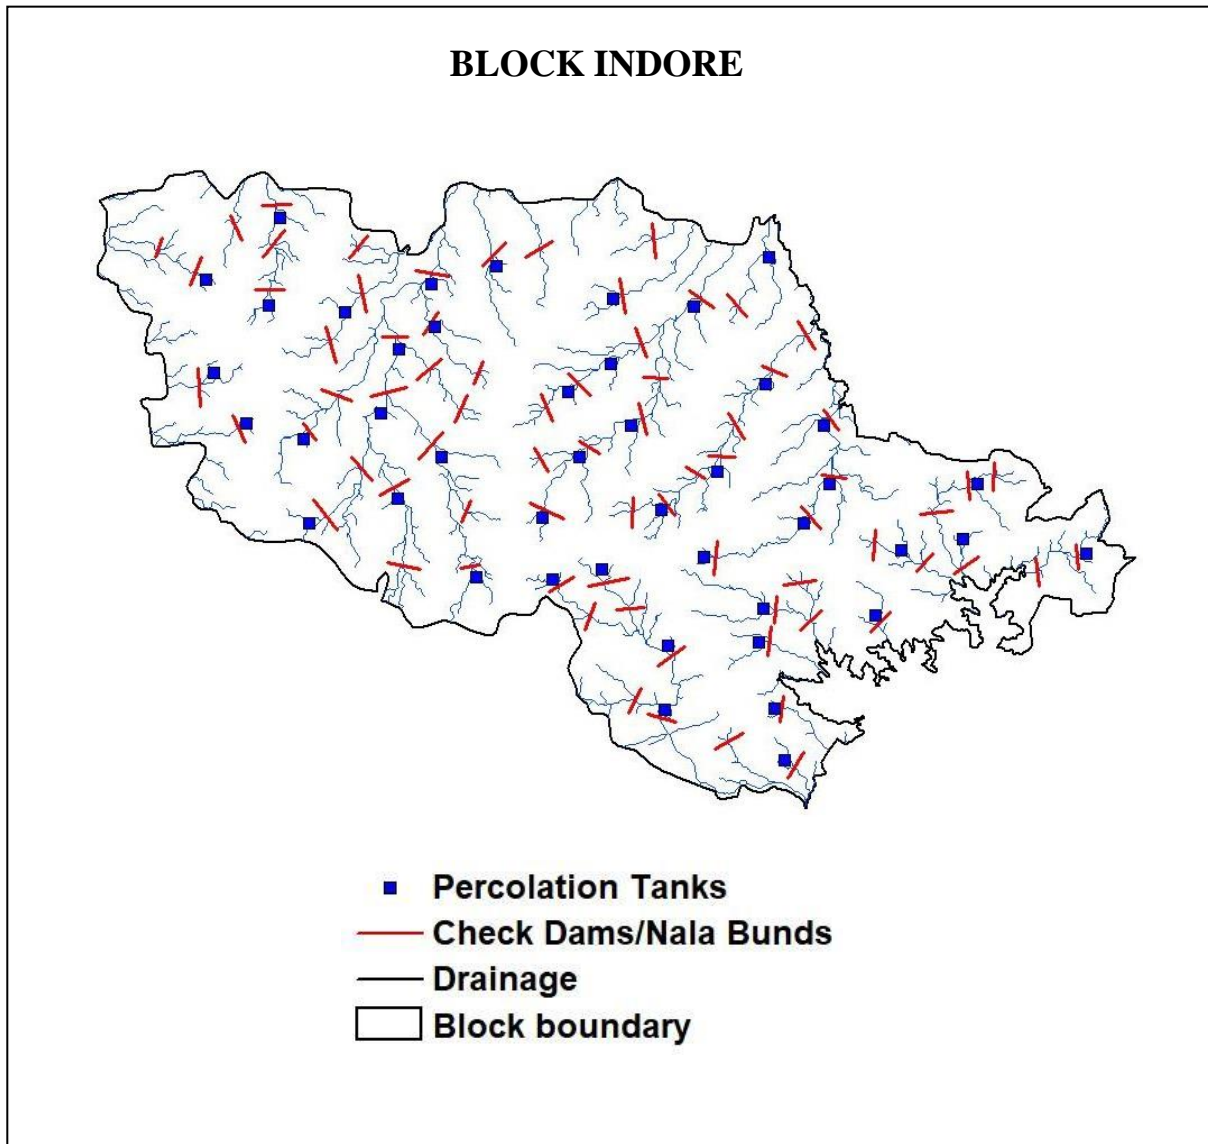 BLOCK INDORE
Percolation Tanks
Check Dams/Nala Bunds
Drainage
Block boundary